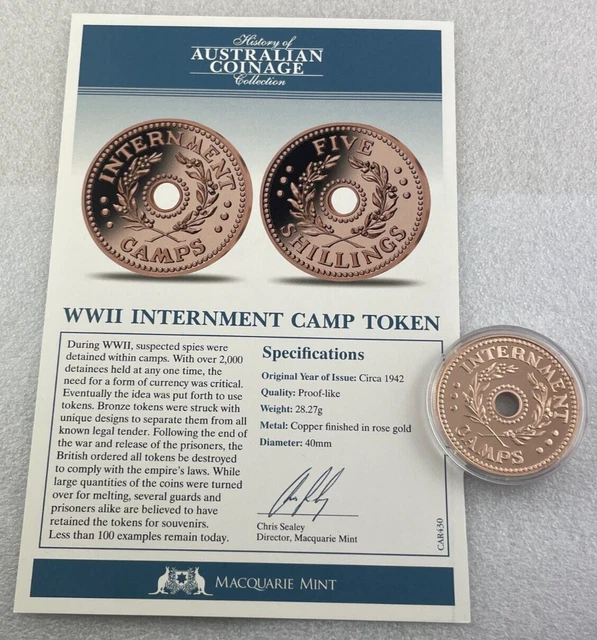 History of
AUSTRALIAN
COINAGE
Collection
INTERNMENT
CAMPS
FIVE
SHILLINGS
WWII INTERNMENT CAMP TOKEN
During WWII, suspected spies were
detained within camps. With over 2,000
detainees held at any one time, the
need for a form of currency was critical.
Eventually the idea was put forth to use
tokens. Bronze tokens were struck with
unique designs to separate them from all
known legal tender. Following the end of
the war and release of the prisoners, the
British ordered all tokens be destroyed
to comply with the empire's laws. While
large quantities of the coins were turned
over for melting, several guards and
prisoners alike are believed to have
retained the tokens for souvenirs.
Less than 100 examples remain today.
Specifications
Original Year of Issue: Circa 1942
Quality: Proof-like
Weight: 28.27g
Metal: Copper finished in rose gold
Diameter: 40mm
Chris Sealey
Director, Macquarie Mint
CAR430
MACQUARIE MINT
INTERNMENT
CAMPS